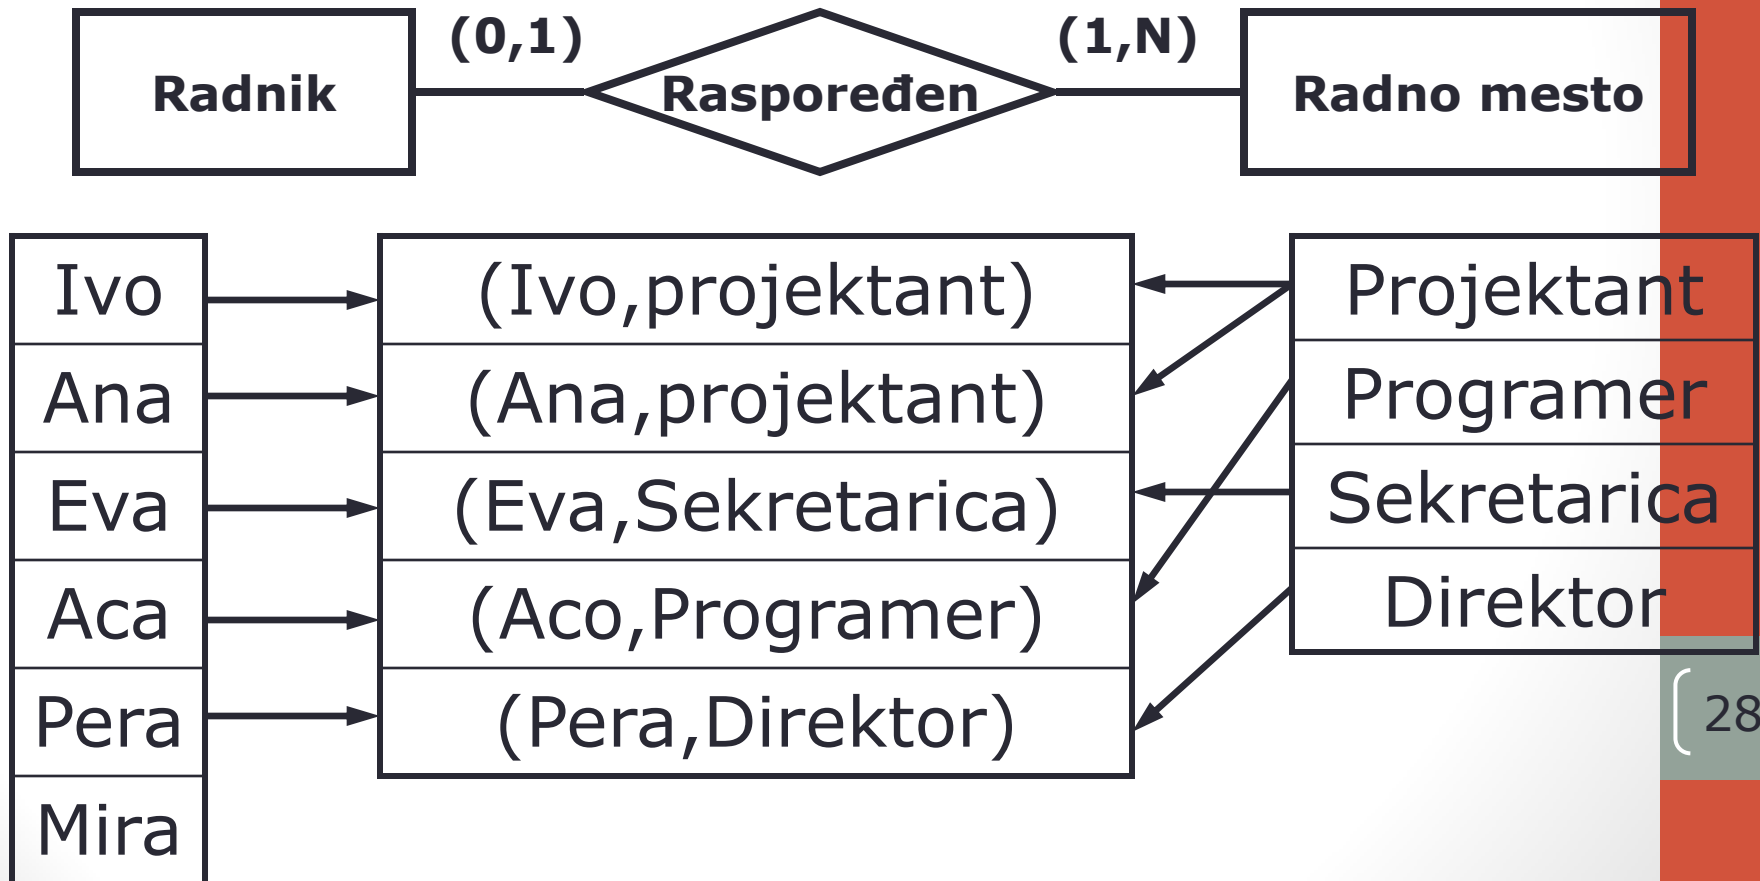 (0,1)
(1,N)
Radnik
Raspoređen
Radno mesto
Ivo
Ana
Eva
Aca
Pera
Mira
(Ivo,projektant)
(Ana,projektant)
(Eva,Sekretarica)
(Aco,Programer)
(Pera,Direktor)
Projektant
Programer
Sekretarica
Direktor
28